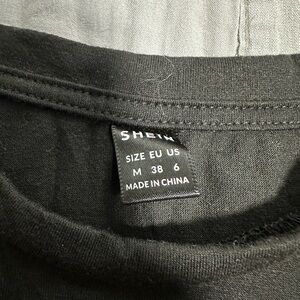 SHEIN
SIZE EU US
M 38 6
MADE IN CHINA